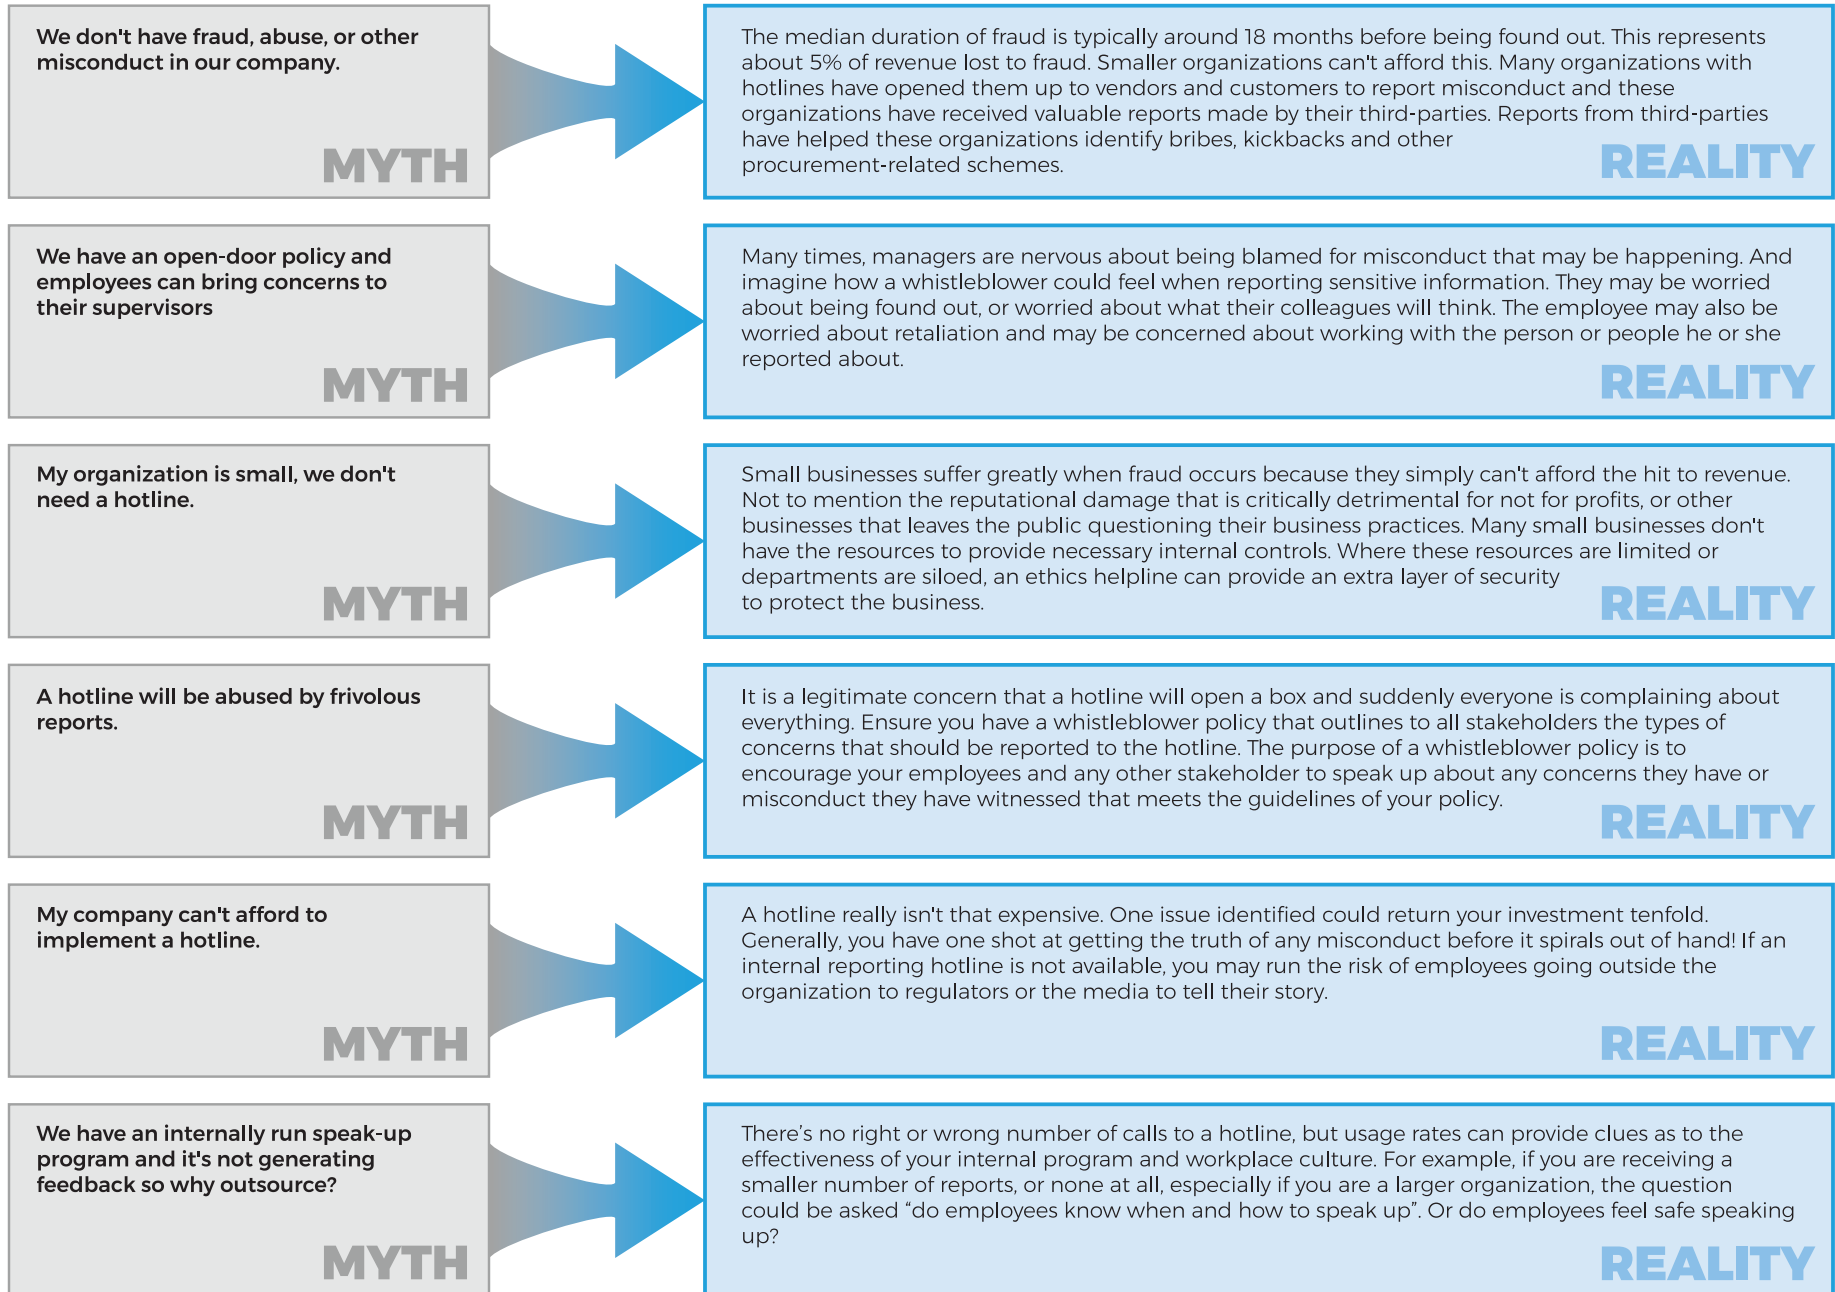 We don't have fraud, abuse, or other
misconduct in our company.
MYTH
The median duration of fraud is typically around 18 months before being found out. This represents
about 5% of revenue lost to fraud. Smaller organizations can't afford this. Many organizations with
hotlines have opened them up to vendors and customers to report misconduct and these
organizations have received valuable reports made by their third-parties. Reports from third-parties
have helped these organizations identify bribes, kickbacks and other
procurement-related schemes.
REALITY
We have an open-door policy and
employees can bring concerns to
their supervisors
MYTH
Many times, managers are nervous about being blamed for misconduct that may be happening. And
imagine how a whistleblower could feel when reporting sensitive information. They may be worried
about being found out, or worried about what their colleagues will think. The employee may also be
worried about retaliation and may be concerned about working with the person or people he or she
reported about.
REALITY
My organization is small, we don't
need a hotline.
MYTH
Small businesses suffer greatly when fraud occurs because they simply can't afford the hit to revenue.
Not to mention the reputational damage that is critically detrimental for not for profits, or other
businesses that leaves the public questioning their business practices. Many small businesses don't
have the resources to provide necessary internal controls. Where these resources are limited or
departments are siloed, an ethics helpline can provide an extra layer of security
to protect the business.
REALITY
A hotline will be abused by frivolous
reports.
MYTH
It is a legitimate concern that a hotline will open a box and suddenly everyone is complaining about
everything. Ensure you have a whistleblower policy that outlines to all stakeholders the types of
concerns that should be reported to the hotline. The purpose of a whistleblower policy is to
encourage your employees and any other stakeholder to speak up about any concerns they have or
misconduct they have witnessed that meets the guidelines of your policy.
REALITY
My company can't afford to
implement a hotline.
MYTH
A hotline really isn't that expensive. One issue identified could return your investment tenfold.
Generally, you have one shot at getting the truth of any misconduct before it spirals out of hand! If an
internal reporting hotline is not available, you may run the risk of employees going outside the
organization to regulators or the media to tell their story.
REALITY
We have an internally run speak-up
program and it's not generating
feedback so why outsource?
MYTH
There’s no right or wrong number of calls to a hotline, but usage rates can provide clues as to the
effectiveness of your internal program and workplace culture. For example, if you are receiving a
smaller number of reports, or none at all, especially if you are a larger organization, the question
could be asked “do employees know when and how to speak up”. Or do employees feel safe speaking
up?
REALITY